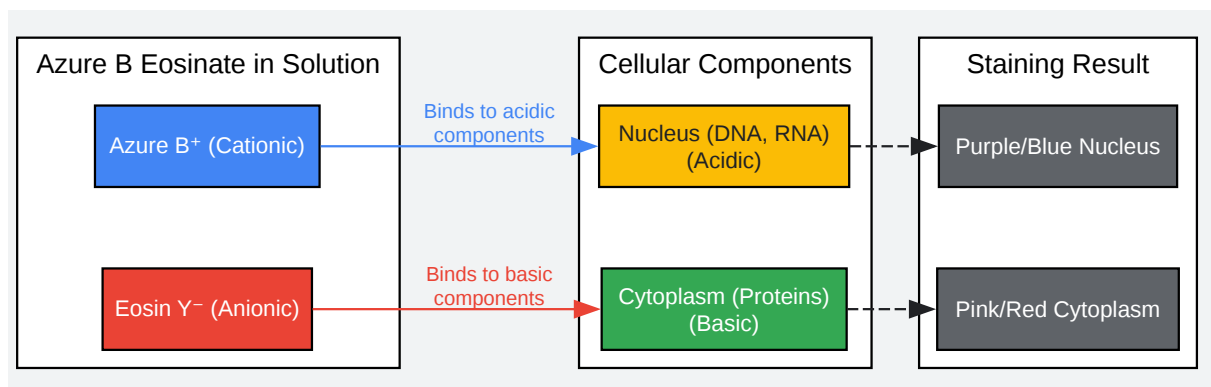 Azure B Eosinate in Solution
Azure B⁺ (Cationic)
Eosin Y⁻ (Anionic)
Binds to acidic
components
Binds to basic
components
Cellular Components
Nucleus (DNA, RNA)
(Acidic)
Cytoplasm (Proteins)
(Basic)
Staining Result
Purple/Blue Nucleus
Pink/Red Cytoplasm